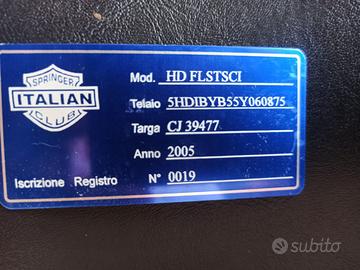 SPRINGER
ITALIAN
CLUB
Mod. HD FLSTSCI
Telaio 5HDIBYB55Y060875
Targa CJ 39477
Anno 2005
Iscrizione Registro N° 0019
subito